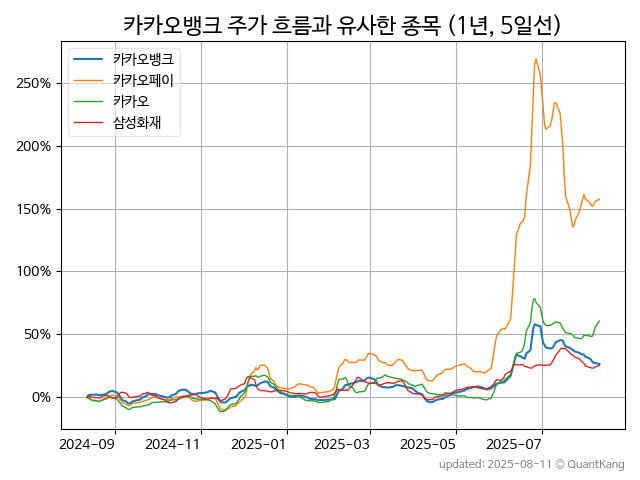 카카오뱅크 주가 흐름과 유사한 종목 (1년, 5일선)
카카오뱅크
카카오페이
카카오
삼성화재
250%
200%
150%
100%
50%
0%
2024-09 2024-11 2025-01 2025-03 2025-05 2025-07
updated: 2025-08-11 © QuantKang